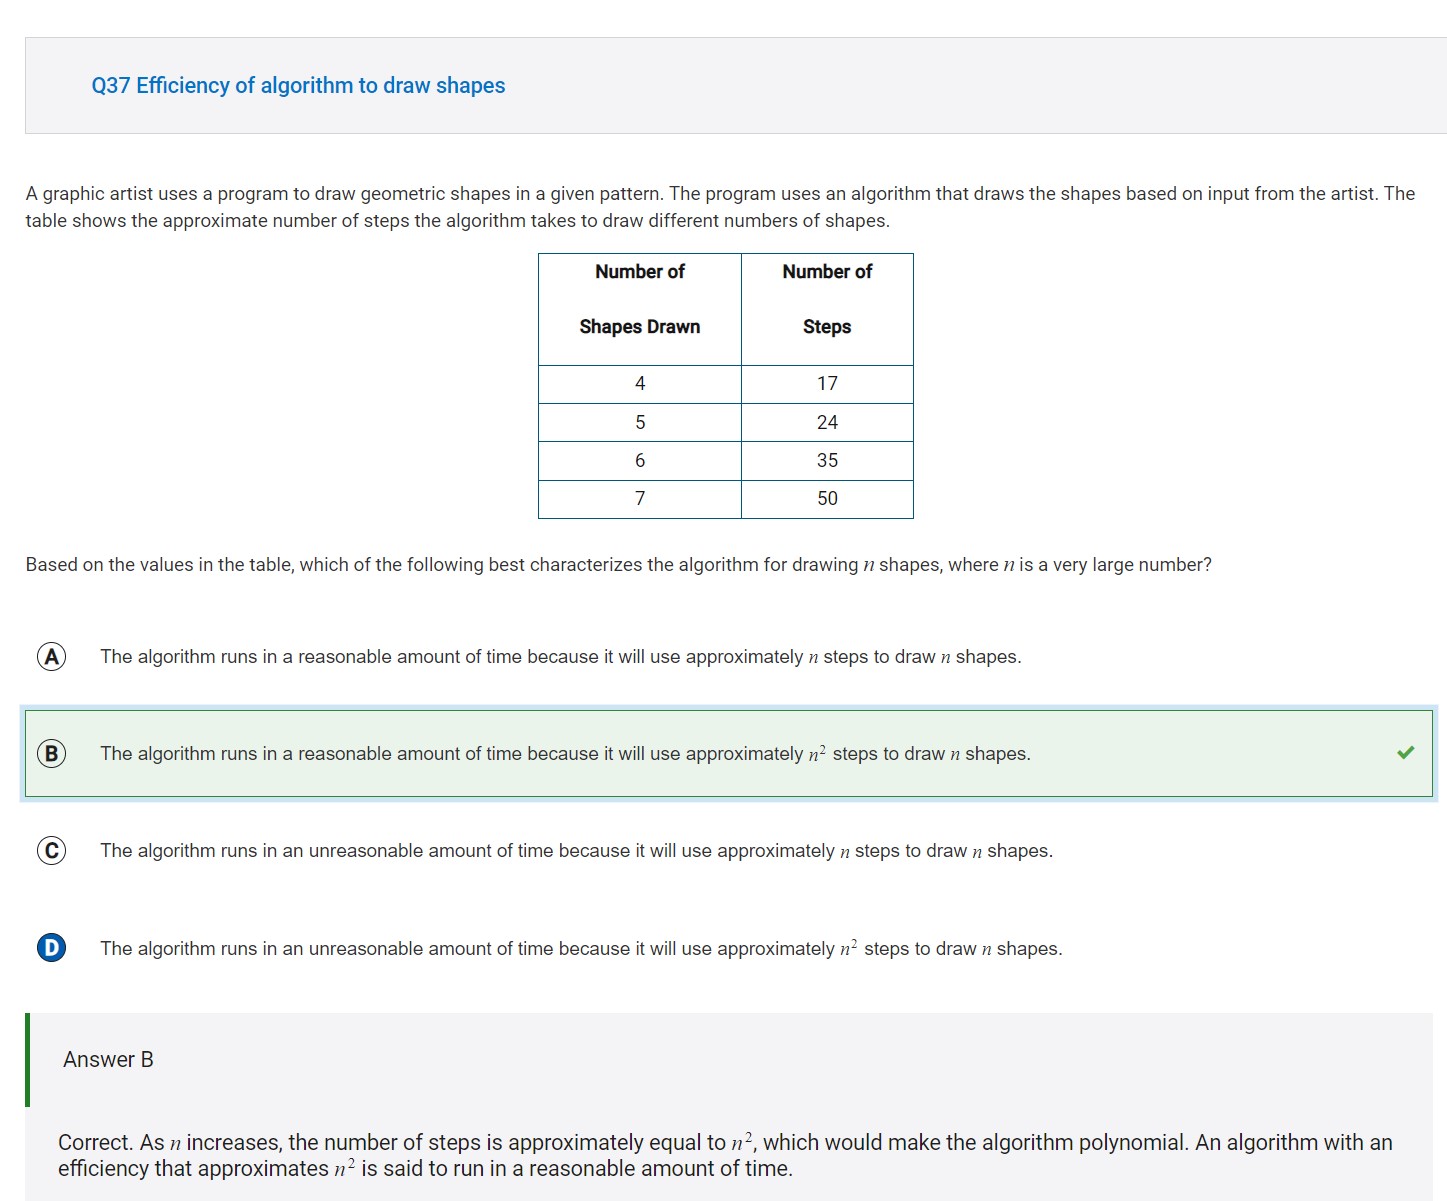 Q37 Efficiency of algorithm to draw shapes
A graphic artist uses a program to draw geometric shapes in a given pattern. The program uses an algorithm that draws the shapes based on input from the artist. The
table shows the approximate number of steps the algorithm takes to draw different numbers of shapes.
Number of Number of
Shapes Drawn Steps
4 17
5 24
6 35
7 50
Based on the values in the table, which of the following best characterizes the algorithm for drawing n shapes, where n is a very large number?
A The algorithm runs in a reasonable amount of time because it will use approximately n steps to draw n shapes.
B The algorithm runs in a reasonable amount of time because it will use approximately n² steps to draw n shapes.
C The algorithm runs in an unreasonable amount of time because it will use approximately n steps to draw n shapes.
D The algorithm runs in an unreasonable amount of time because it will use approximately n² steps to draw n shapes.
Answer B
Correct. As n increases, the number of steps is approximately equal to n², which would make the algorithm polynomial. An algorithm with an
efficiency that approximates n² is said to run in a reasonable amount of time.